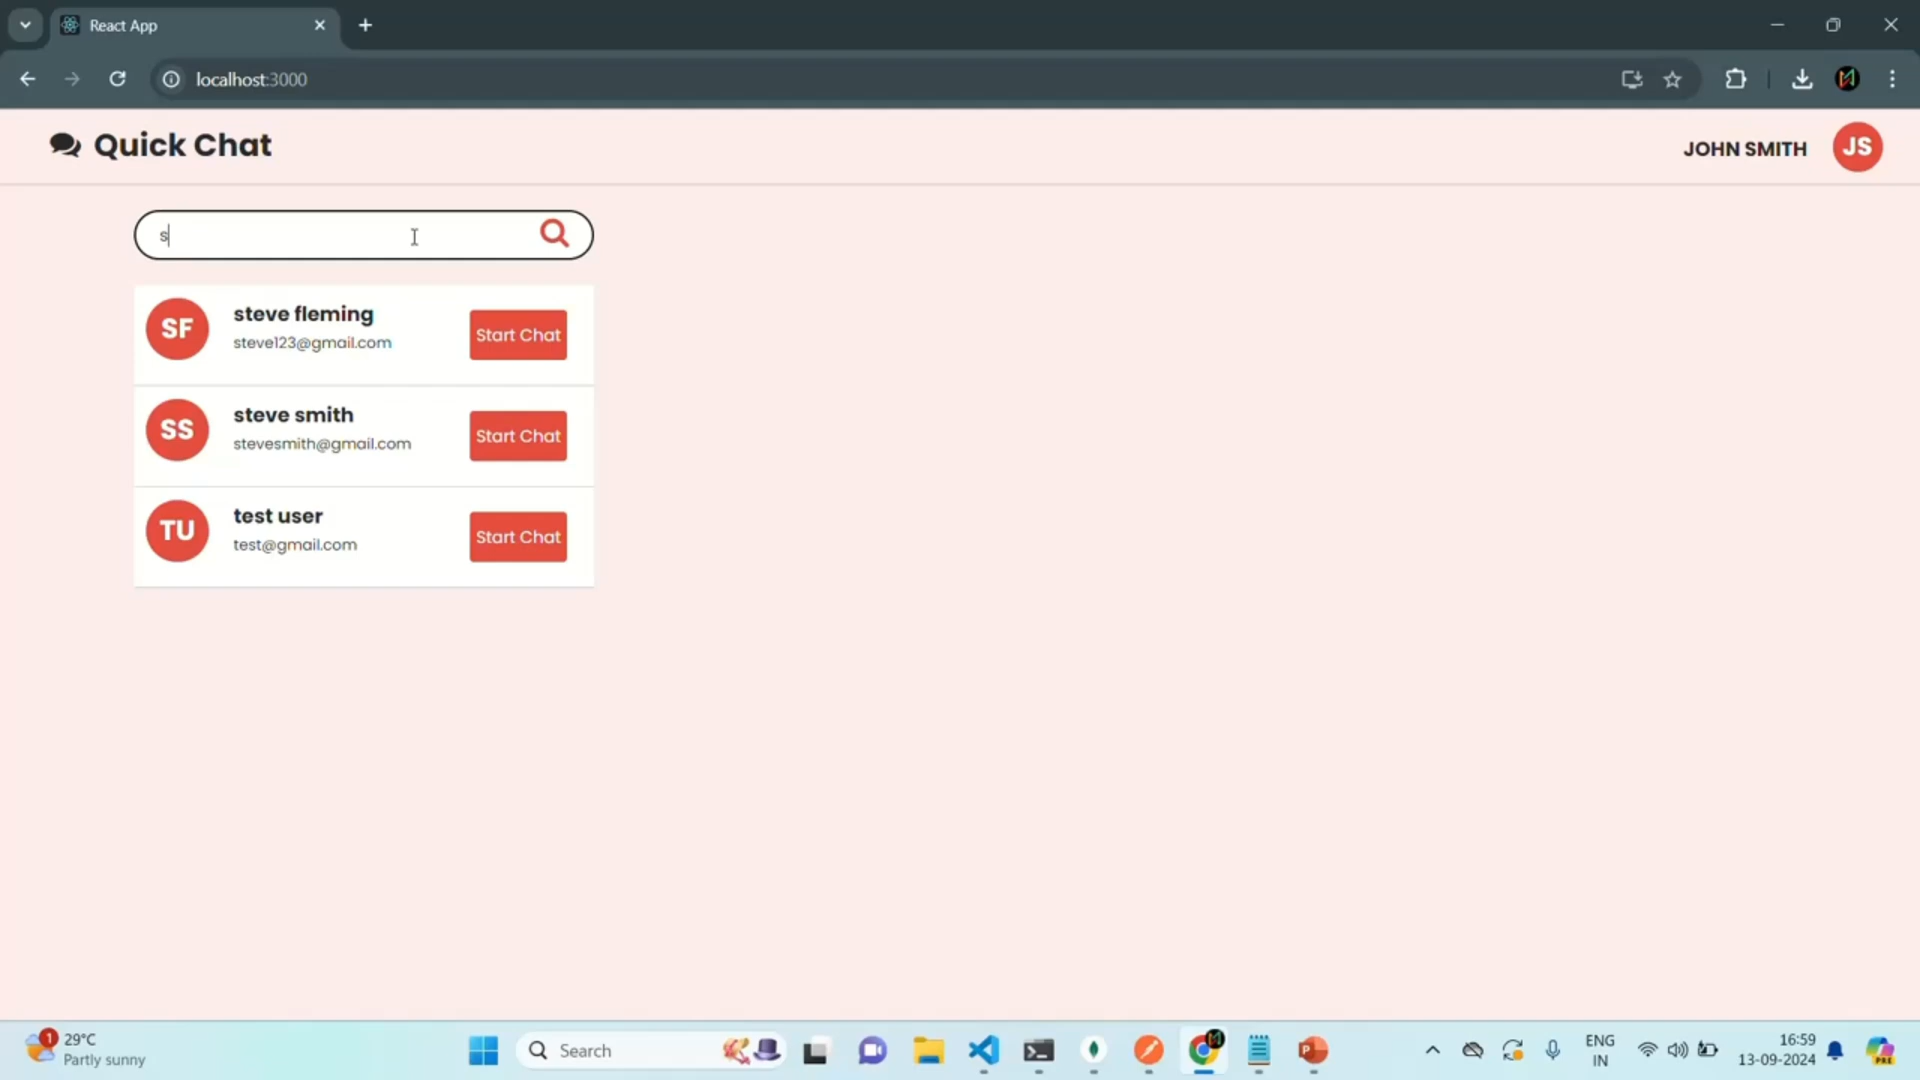 React App
localhost:3000
Quick Chat
JOHN SMITH
JS
s
SF
steve fleming
steve123@gmail.com
Start Chat
SS
steve smith
stevesmith@gmail.com
Start Chat
TU
test user
test@gmail.com
Start Chat
1
29°C
Partly sunny
Search
ENG
IN
16:59
13-09-2024
PRE